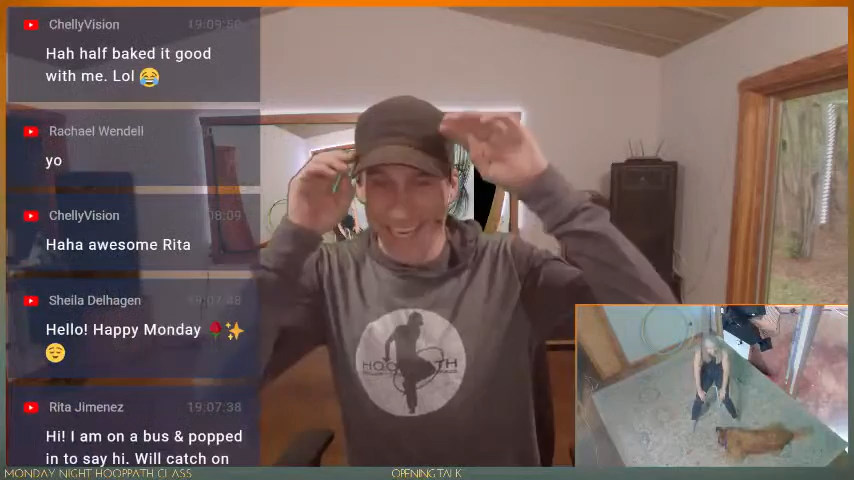 ChellyVision 19:09:50
Hah half baked it good
with me. Lol 😂
Rachael Wendell
yo
ChellyVision 08:09
Haha awesome Rita
Sheila Delhagen 19:07:48
Hello! Happy Monday 🌹✨
😌
Rita Jimenez 19:07:38
Hi! I am on a bus & popped
in to say hi. Will catch on
MONDAY NIGHT HOOPPATH CLASS
OPENING TALK